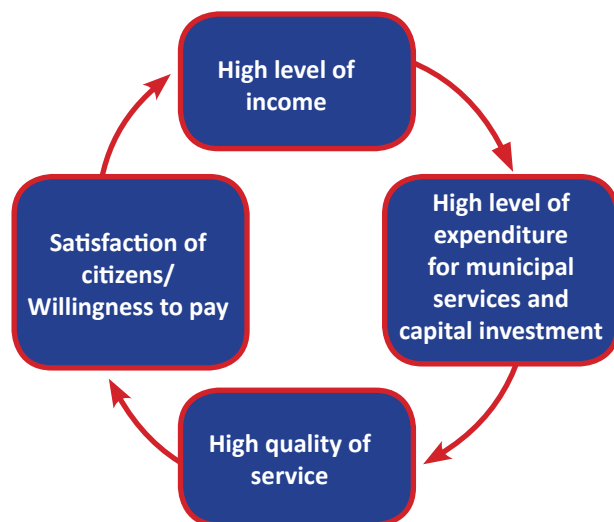 High level of
income
High level of
expenditure
for municipal
services and
capital investment
High quality of
service
Satisfaction of
citizens/
Willingness to pay